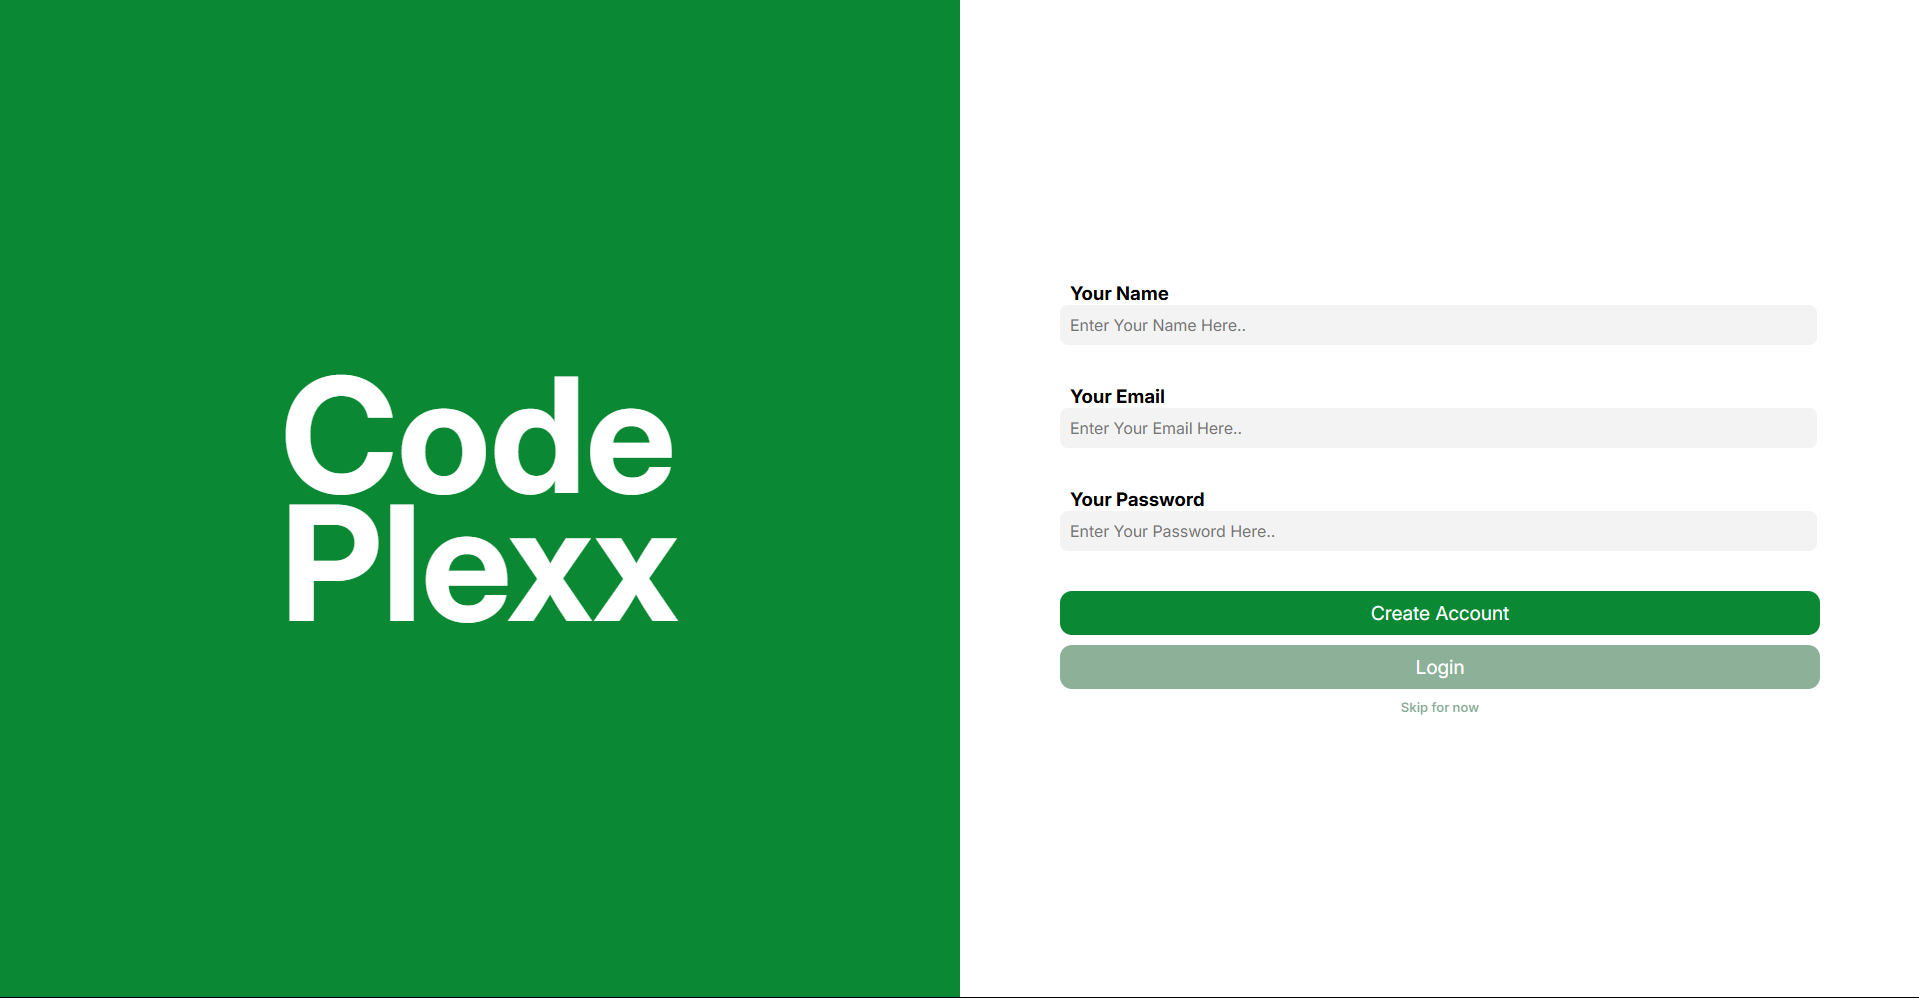 Code
Plexx
Your Name
Enter Your Name Here..
Your Email
Enter Your Email Here..
Your Password
Enter Your Password Here..
Create Account
Login
Skip for now